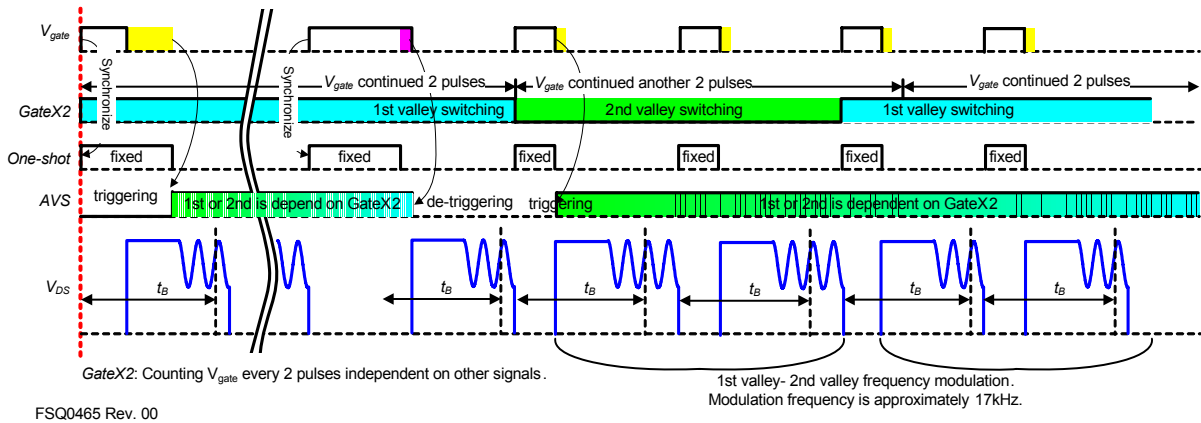 Vgate
Synchronize
Synchronize
Vgate continued 2 pulses
Vgate continued another 2 pulses
Vgate continued 2 pulses
GateX2
1st valley switching
2nd valley switching
1st valley switching
One-shot
fixed
fixed
fixed
fixed
fixed
fixed
AVS
triggering
1st or 2nd is depend on GateX2
de-triggering
triggering
1st or 2nd is dependent on GateX2
VDS
tB
tB
tB
tB
tB
tB
GateX2: Counting Vgate every 2 pulses independent on other signals.
1st valley- 2nd valley frequency modulation.
Modulation frequency is approximately 17kHz.
FSQ0465 Rev. 00